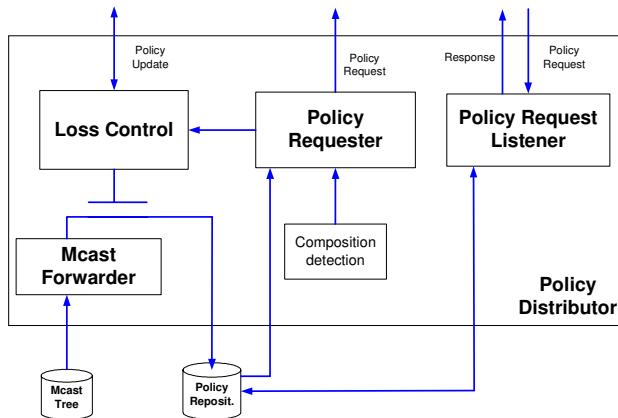 Policy
Update
Policy
Request
Response
Policy
Request
Loss Control
Policy
Requester
Policy Request
Listener
Composition
detection
Mcast
Forwarder
Policy
Distributor
Mcast
Tree
Policy
Reposit.